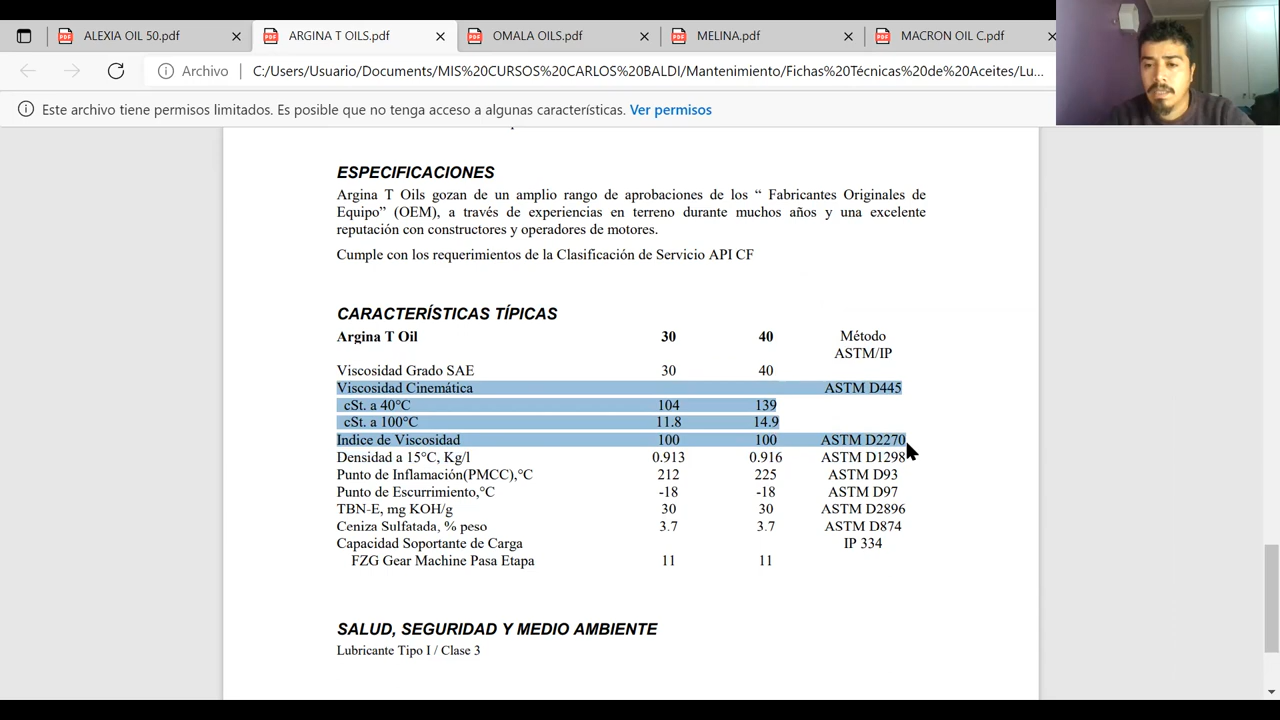 ALEXIA OIL 50.pdf
ARGINA T OILS.pdf
OMALA OILS.pdf
MELINA.pdf
MACRON OIL C.pdf
Archivo
C:/Users/Usuario/Documents/MIS%20CURSOS%20CARLOS%20BALDI/Mantenimiento/Fichas%20Técnicas%20de%20Aceites/Lu...
Este archivo tiene permisos limitados. Es posible que no tenga acceso a algunas características. Ver permisos
ESPECIFICACIONES
Argina T Oils gozan de un amplio rango de aprobaciones de los “ Fabricantes Originales de
Equipo” (OEM), a través de experiencias en terreno durante muchos años y una excelente
reputación con constructores y operadores de motores.
Cumple con los requerimientos de la Clasificación de Servicio API CF
CARACTERÍSTICAS TÍPICAS
Argina T Oil 30 40 Método
ASTM/IP
Viscosidad Grado SAE 30 40
Viscosidad Cinemática ASTM D445
cSt. a 40°C 104 139
cSt. a 100°C 11.8 14.9
Indice de Viscosidad 100 100 ASTM D2270
Densidad a 15°C, Kg/l 0.913 0.916 ASTM D1298
Punto de Inflamación(PMCC),°C 212 225 ASTM D93
Punto de Escurrimiento,°C -18 -18 ASTM D97
TBN-E, mg KOH/g 30 30 ASTM D2896
Ceniza Sulfatada, % peso 3.7 3.7 ASTM D874
Capacidad Soportante de Carga IP 334
FZG Gear Machine Pasa Etapa 11 11
SALUD, SEGURIDAD Y MEDIO AMBIENTE
Lubricante Tipo I / Clase 3